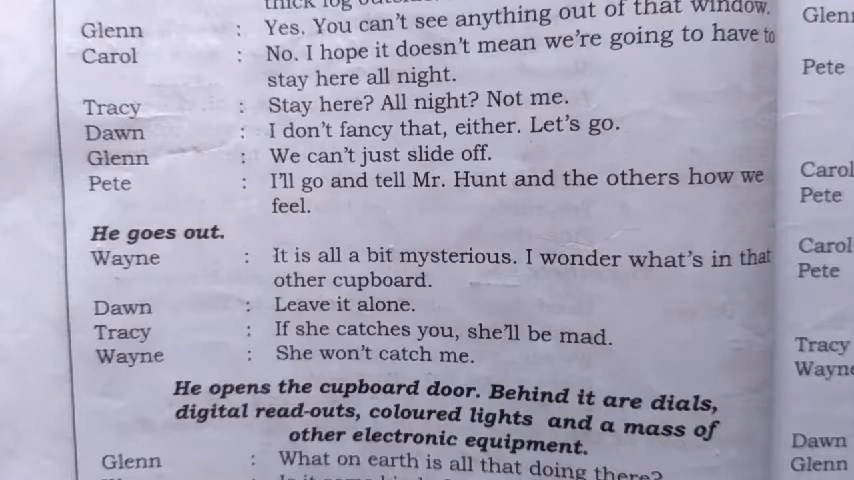 thick log
Glenn : Yes. You can't see anything out of that window.
Carol : No. I hope it doesn't mean we're going to have to
stay here all night.
Tracy : Stay here? All night? Not me.
Dawn : I don't fancy that, either. Let's go.
Glenn : We can't just slide off.
Pete : I'll go and tell Mr. Hunt and the others how we
feel.
He goes out.
Wayne : It is all a bit mysterious. I wonder what's in that
other cupboard.
Dawn : Leave it alone.
Tracy : If she catches you, she'll be mad.
Wayne : She won't catch me.
He opens the cupboard door. Behind it are dials,
digital read-outs, coloured lights and a mass of
other electronic equipment.
Glenn : What on earth is all that doing there?
Glenn
Pete
Carol
Pete
Carol
Pete
Tracy
Wayne
Dawn
Glenn